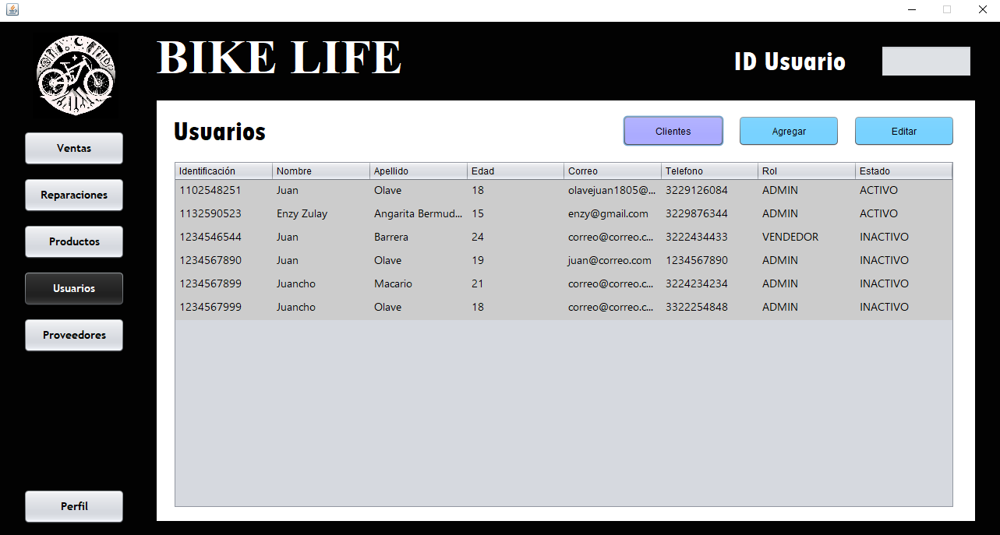 BIKE LIFE
ID Usuario
Ventas
Reparaciones
Productos
Usuarios
Proveedores
Perfil
Usuarios
Clientes Agregar Editar
Identificación Nombre Apellido Edad Correo Telefono Rol Estado
1102548251 Juan Olave 18 olavejuan1805@... 3229126084 ADMIN ACTIVO
1132590523 Enzy Zulay Angarita Bermud... 15 enzy@gmail.com 3229876344 ADMIN ACTIVO
1234546544 Juan Barrera 24 correo@correo.c... 3222434433 VENDEDOR INACTIVO
1234567890 Juan Olave 19 juan@correo.com 1234567890 ADMIN INACTIVO
1234567899 Juancho Macario 21 correo@correo.c... 3224234234 ADMIN INACTIVO
1234567999 Juancho Olave 18 correo@correo.c... 3322254848 ADMIN INACTIVO